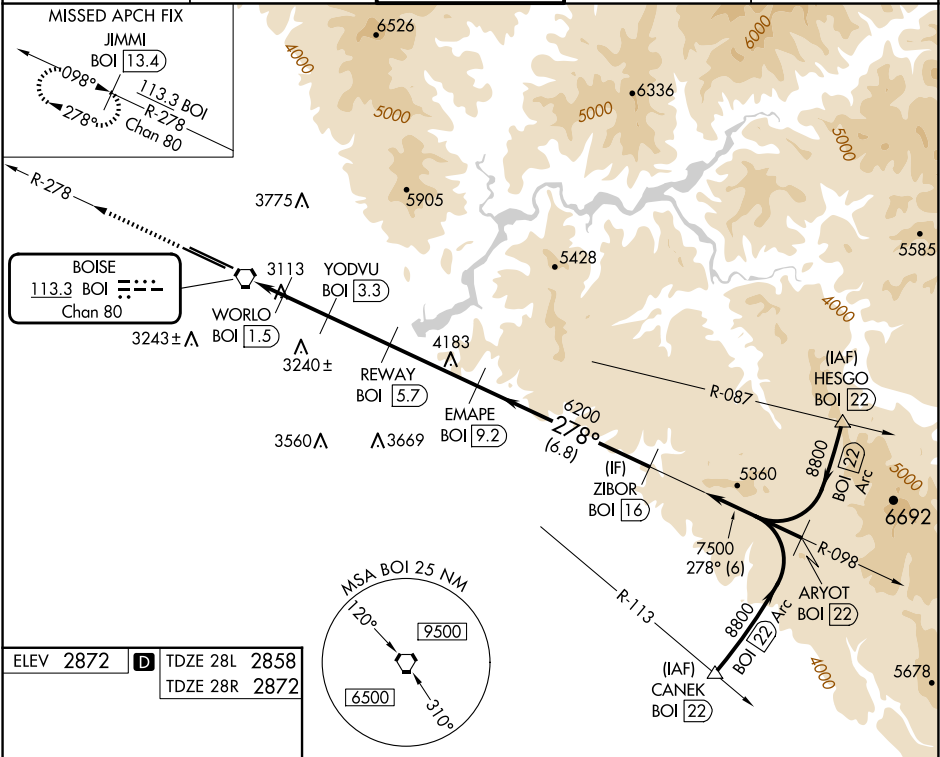 MISSED APCH FIX
JIMMI
BOI 13.4
098°
278°
113.3 BOI
R-278
Chan 80
6526
4000
6000
5000
6336
5000
5000
R-278
3775
5905
5585
BOISE
113.3 BOI
Chan 80
3113
YODVU
BOI 3.3
5428
4000
WORLO
BOI 1.5
3243±
3240±
4183
REWAY
BOI 5.7
EMAPE
BOI 9.2
R-087
(IAF)
HESGO
BOI 22
6200
278°
(6.8)
8800
BOI 22 Arc
5000
3560
3669
(IF)
ZIBOR
BOI 16
5360
6692
7500
278° (6)
R-098
ARYOT
BOI 22
R-113
8800
BOI 22 Arc
MSA BOI 25 NM
120°
9500
6500
310°
(IAF)
CANEK
BOI 22
4000
5678
ELEV 2872
D
TDZE 28L 2858
TDZE 28R 2872